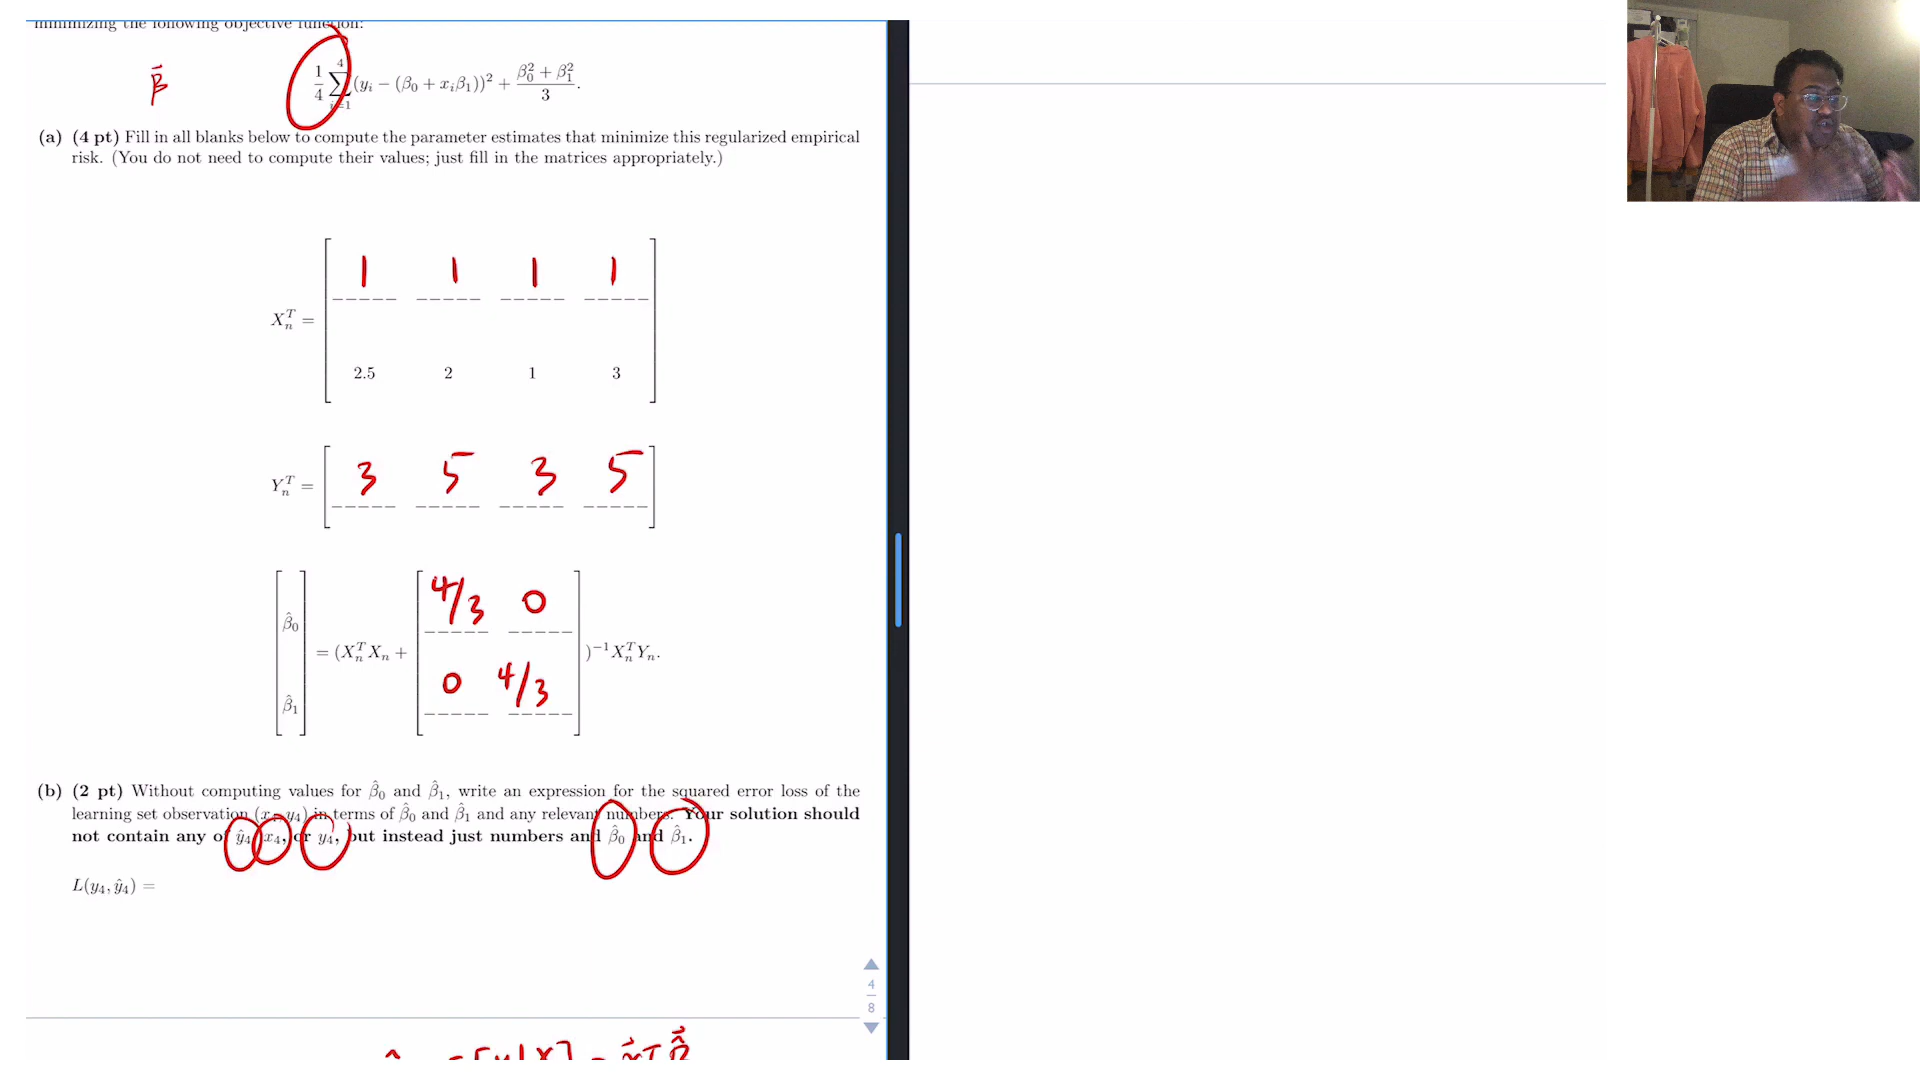 minimizing the following objective function:
β⃗
1/4 ∑_{i=1}^{4} (y_i − (β_0 + x_iβ_1))² + (β_0² + β_1²)/3.
(a) (4 pt) Fill in all blanks below to compute the parameter estimates that minimize this regularized empirical
risk. (You do not need to compute their values; just fill in the matrices appropriately.)
1 1 1 1
X_n^T =
2.5 2 1 3
Y_n^T = 3 5 3 5
4/3 0
β̂_0
= (X_n^T X_n + )^{−1} X_n^T Y_n.
0 4/3
β̂_1
(b) (2 pt) Without computing values for β̂_0 and β̂_1, write an expression for the squared error loss of the
learning set observation (x_4, y_4) in terms of β̂_0 and β̂_1 and any relevant numbers. Your solution should
not contain any of ŷ_4, x_4, or y_4, but instead just numbers and β̂_0 and β̂_1.
L(y_4, ŷ_4) =
4
8